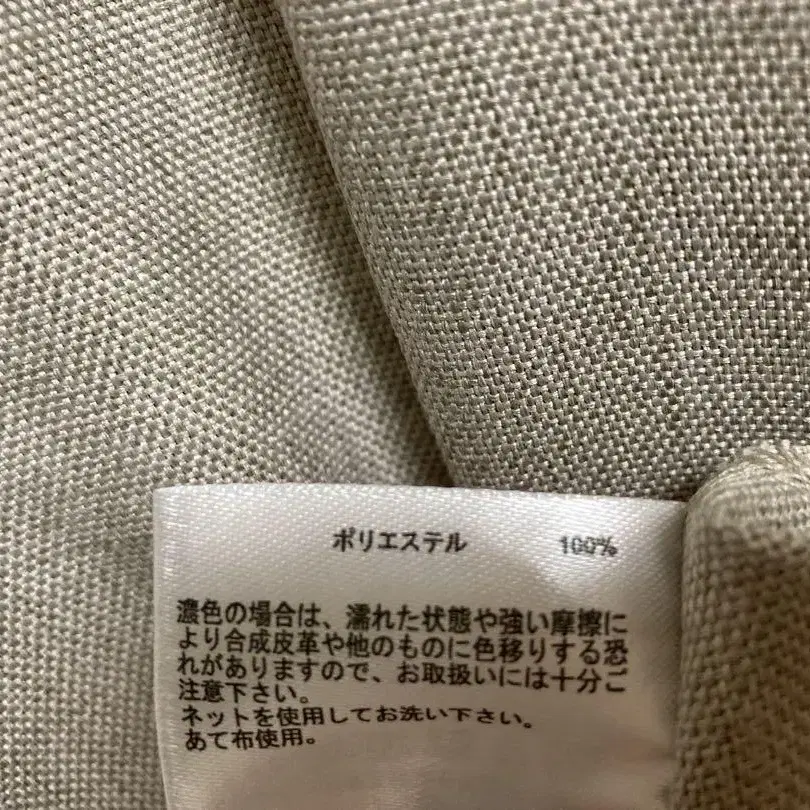 ポリエステル 100%
濃色の場合は、濡れた状態や強い摩擦に
より合成皮革や他のものに色移りする恐
れがありますので、お取扱いには十分ご
注意下さい。
ネットを使用してお洗い下さい。
あて布使用。